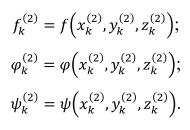 f_k^{(2)} = f(x_k^{(2)}, y_k^{(2)}, z_k^{(2)});
φ_k^{(2)} = φ(x_k^{(2)}, y_k^{(2)}, z_k^{(2)});
ψ_k^{(2)} = ψ(x_k^{(2)}, y_k^{(2)}, z_k^{(2)}).